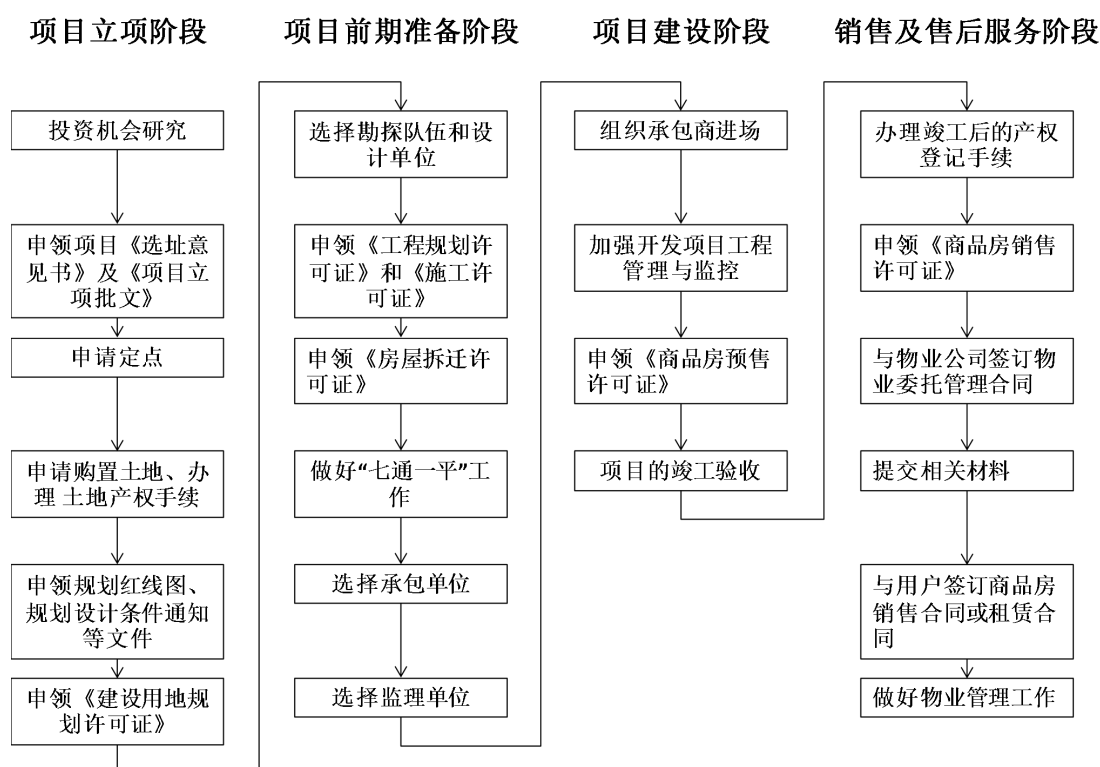 项目立项阶段
投资机会研究
申领项目《选址意
见书》及《项目立
项批文》
申请定点
申请购置土地、办
理 土地产权手续
申领规划红线图、
规划设计条件通知
等文件
申领《建设用地规
划许可证》
项目前期准备阶段
选择勘探队伍和设
计单位
申领《工程规划许
可证》和《施工许
可证》
申领《房屋拆迁许
可证》
做好“七通一平”工
作
选择承包单位
选择监理单位
项目建设阶段
组织承包商进场
加强开发项目工程
管理与监控
申领《商品房预售
许可证》
项目的竣工验收
销售及售后服务阶段
办理竣工后的产权
登记手续
申领《商品房销售
许可证》
与物业公司签订物
业委托管理合同
提交相关材料
与用户签订商品房
销售合同或租赁合
同
做好物业管理工作